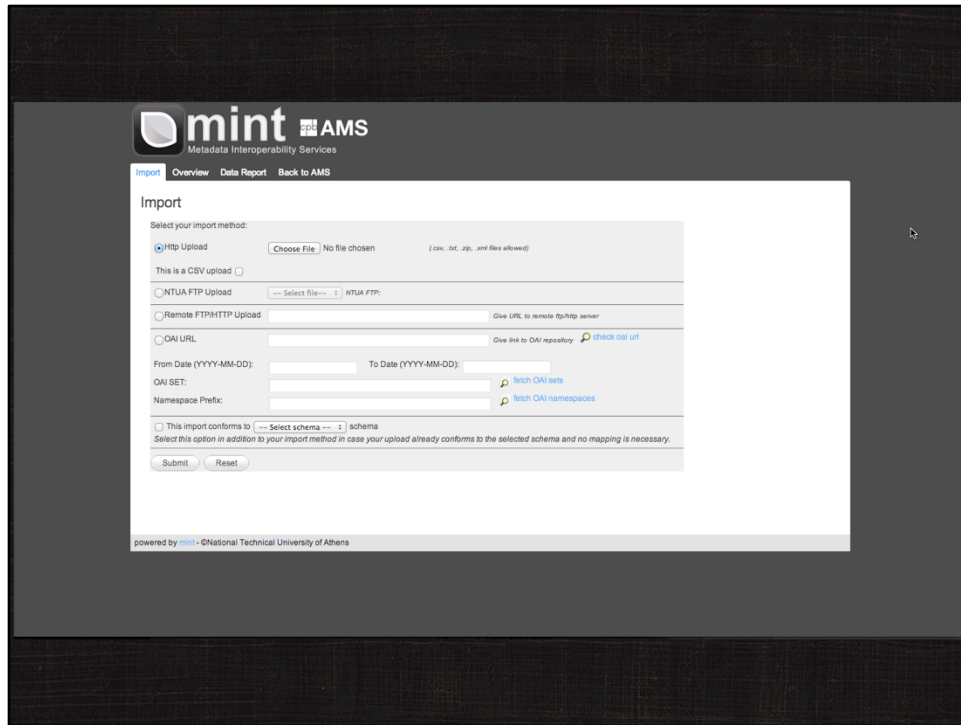 mint cpb AMS
Metadata Interoperability Services
Import Overview Data Report Back to AMS
Import
Select your import method:
Http Upload Choose File No file chosen (.csv, .txt, .zip, .xml files allowed)
This is a CSV upload
NTUA FTP Upload -- Select file-- NTUA FTP:
Remote FTP/HTTP Upload Give URL to remote ftp/http server
OAI URL Give link to OAI repository check oai url
From Date (YYYY-MM-DD): To Date (YYYY-MM-DD):
OAI SET: fetch OAI sets
Namespace Prefix: fetch OAI namespaces
This import conforms to -- Select schema -- schema
Select this option in addition to your import method in case your upload already conforms to the selected schema and no mapping is necessary.
Submit Reset
powered by mint - ©National Technical University of Athens